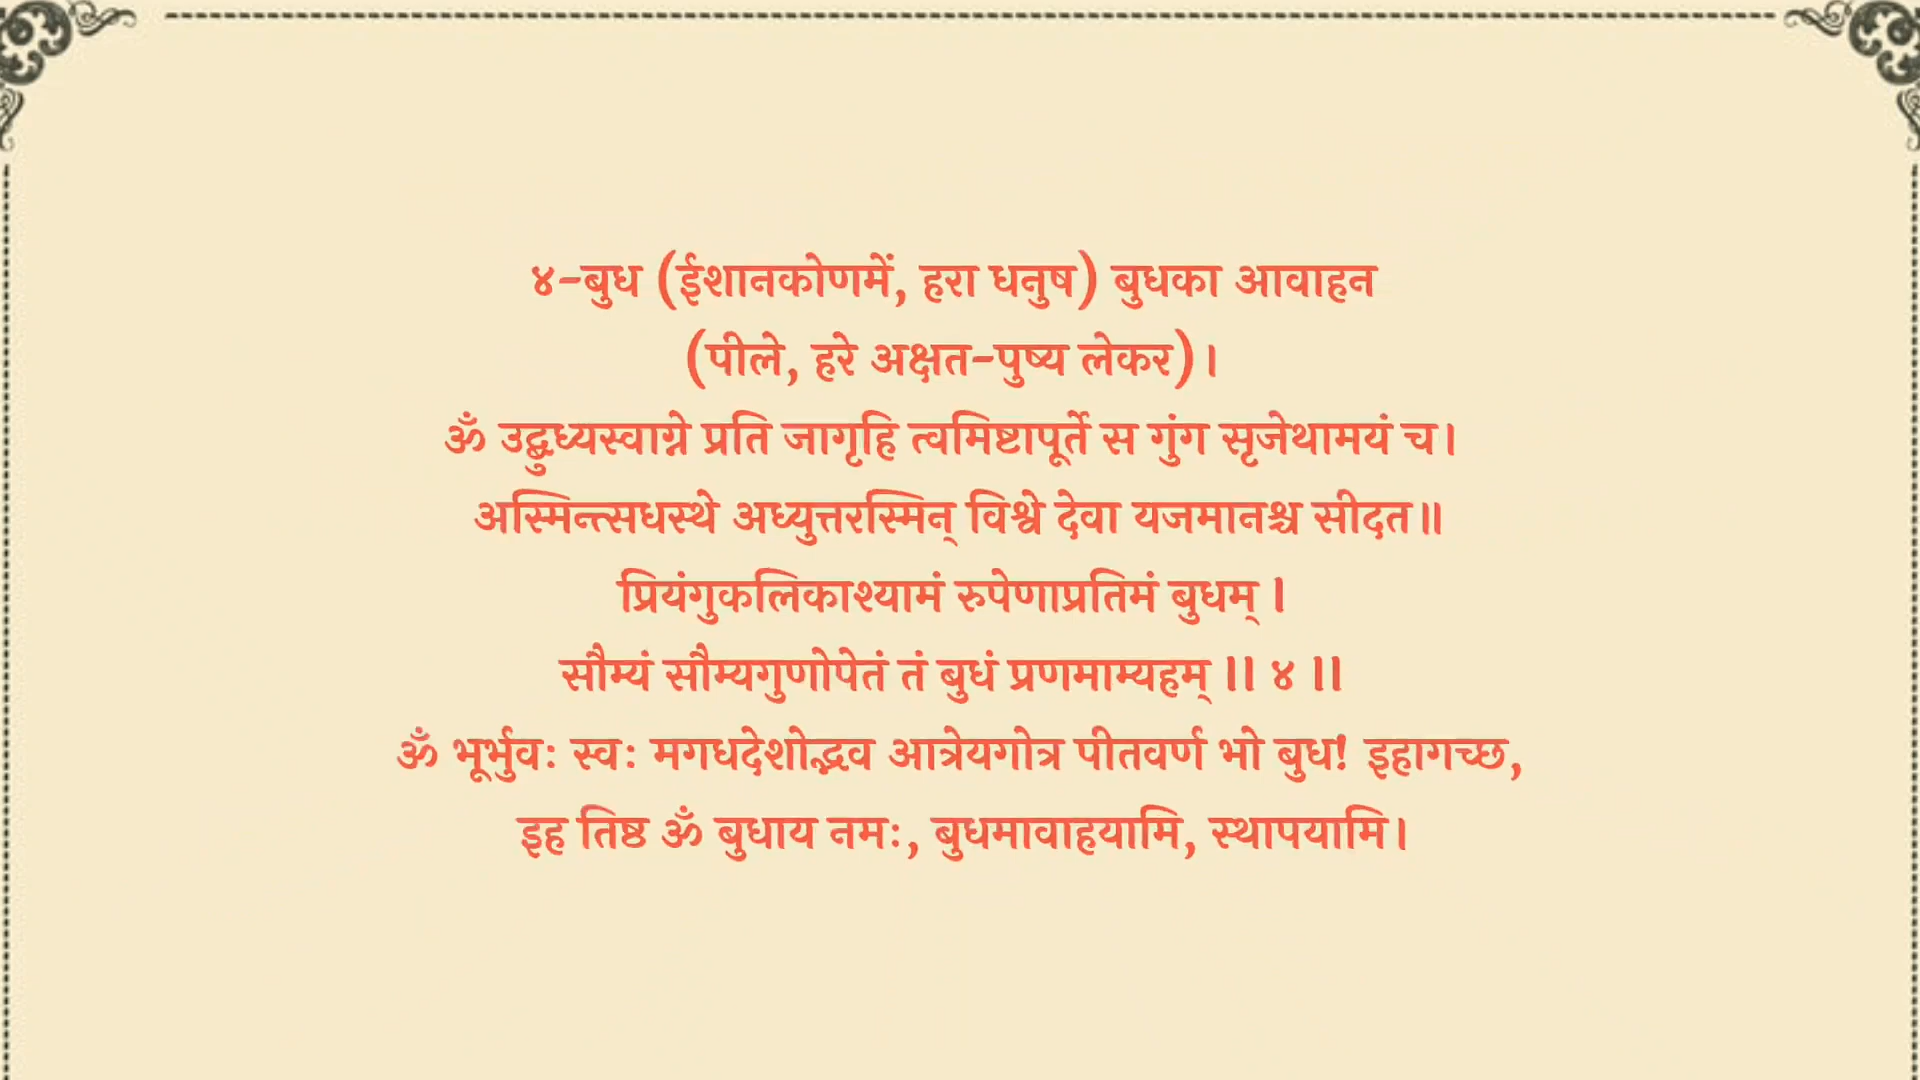 ४-बुध (ईशानकोणमें, हरा धनुष) बुधका आवाहन
(पीले, हरे अक्षत-पुष्य लेकर)।
ॐ उद्बुध्यस्वाग्ने प्रति जागृहि त्वमिष्टापूर्ते स गुंग सृजेथामयं च।
अस्मिन्त्सधस्थे अध्युत्तरस्मिन् विश्वे देवा यजमानश्च सीदत॥
प्रियंगुकलिकाश्यामं रुपेणाप्रतिमं बुधम् ।
सौम्यं सौम्यगुणोपेतं तं बुधं प्रणमाम्यहम् ।। ४ ।।
ॐ भूर्भुवः स्वः मगधदेशोद्भव आत्रेयगोत्र पीतवर्ण भो बुध! इहागच्छ,
इह तिष्ठ ॐ बुधाय नमः, बुधमावाहयामि, स्थापयामि।